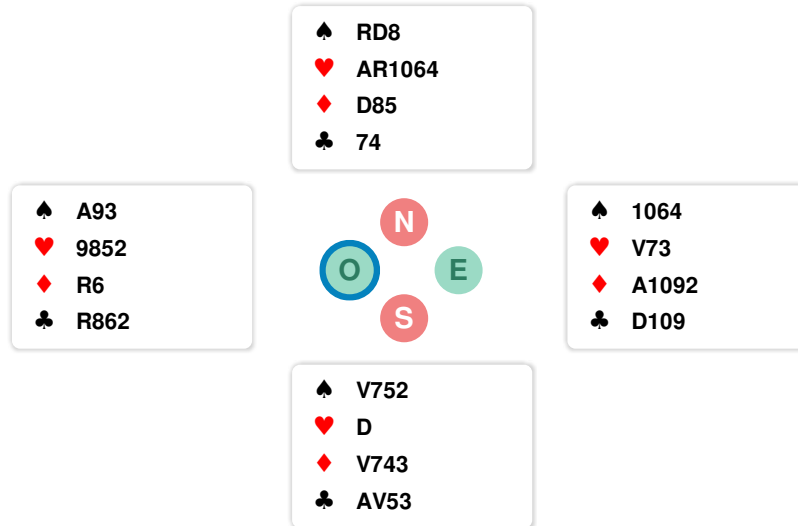 ♠ RD8
♥ AR1064
♦ D85
♣ 74
♠ A93
♥ 9852
♦ R6
♣ R862
N
O E
S
♠ 1064
♥ V73
♦ A1092
♣ D109
♠ V752
♥ D
♦ V743
♣ AV53